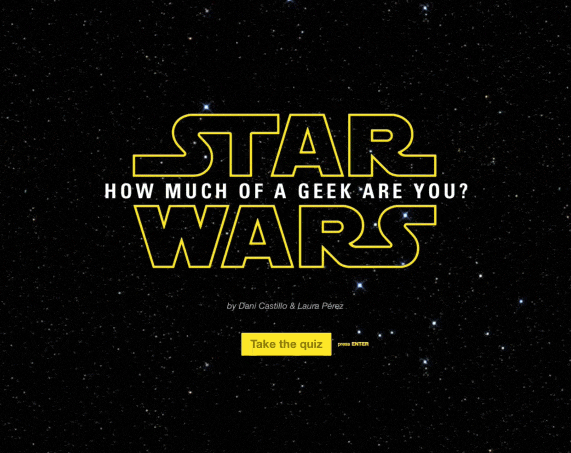 STAR
HOW MUCH OF A GEEK ARE YOU?
WARS
by Dani Castillo & Laura Pérez
Take the quiz
press ENTER